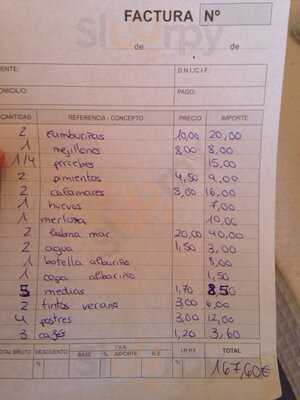 FACTURA Nº
de de
ENTE: D.N.I/C.I.F.
OMICILIO: PAGO:
CANTIDAD REFERENCIA - CONCEPTO PRECIO IMPORTE
2 zamburiñas 10,00 20,00
1 mejillones 8,00 8,00
1/4 percebes 15,00
2 pimientos 4,50 9,00
2 calamares 8,00 16,00
1 huevos 7,00
1 merluza 10,00
2 lubina mar 20,00 40,00
2 agua 1,50 3,00
1 botella albariño 8,00
1 copa albariño 1,50
5 medias 1,70 8,50
2 tintos verano 3,00 6,00
4 postres 3,00 12,00
3 cafés 1,20 3,60
TOTAL BRUTO DESCUENTO I.V.A. I.R.P.F. TOTAL
BASE % IMPORTE R.E.
% % 167,60€